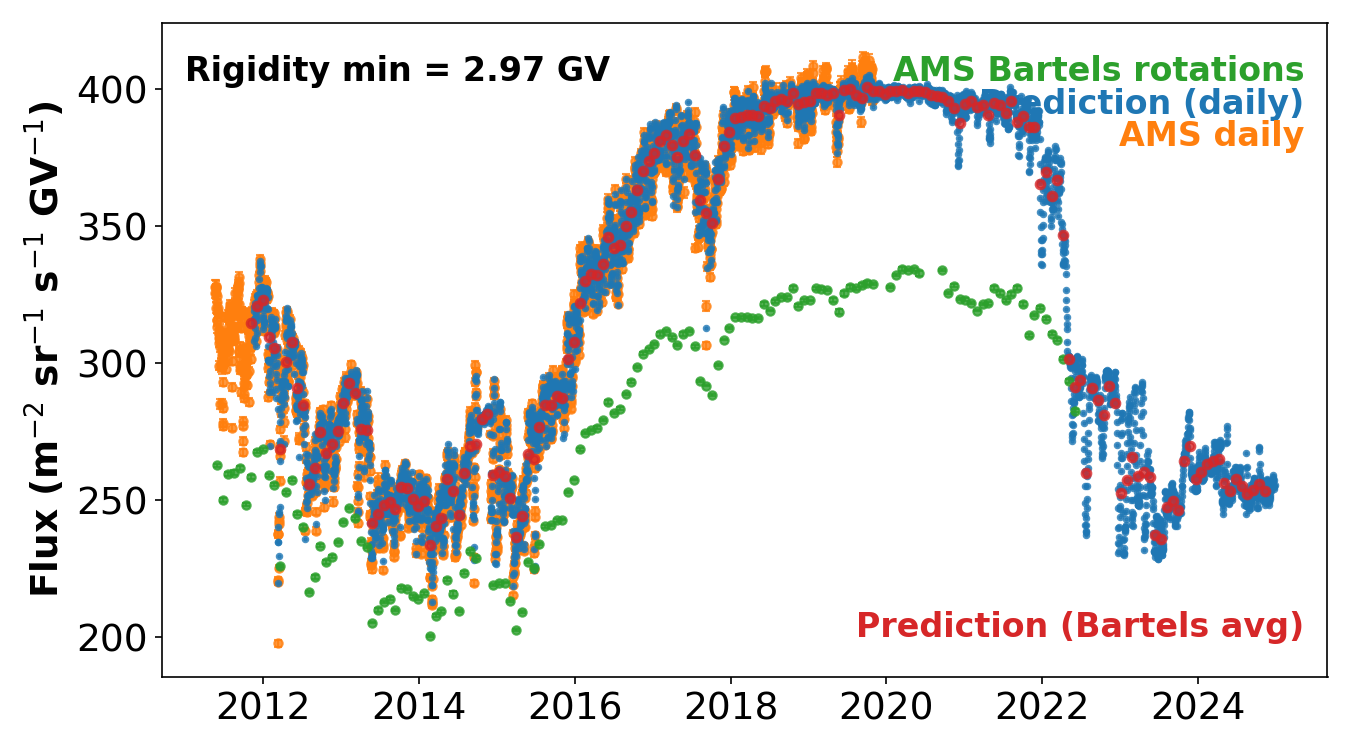 Rigidity min = 2.97 GV
AMS Bartels rotations
ediction (daily)
AMS daily
Prediction (Bartels avg)
Flux (m⁻² sr⁻¹ s⁻¹ GV⁻¹)
400
350
300
250
200
2012 2014 2016 2018 2020 2022 2024